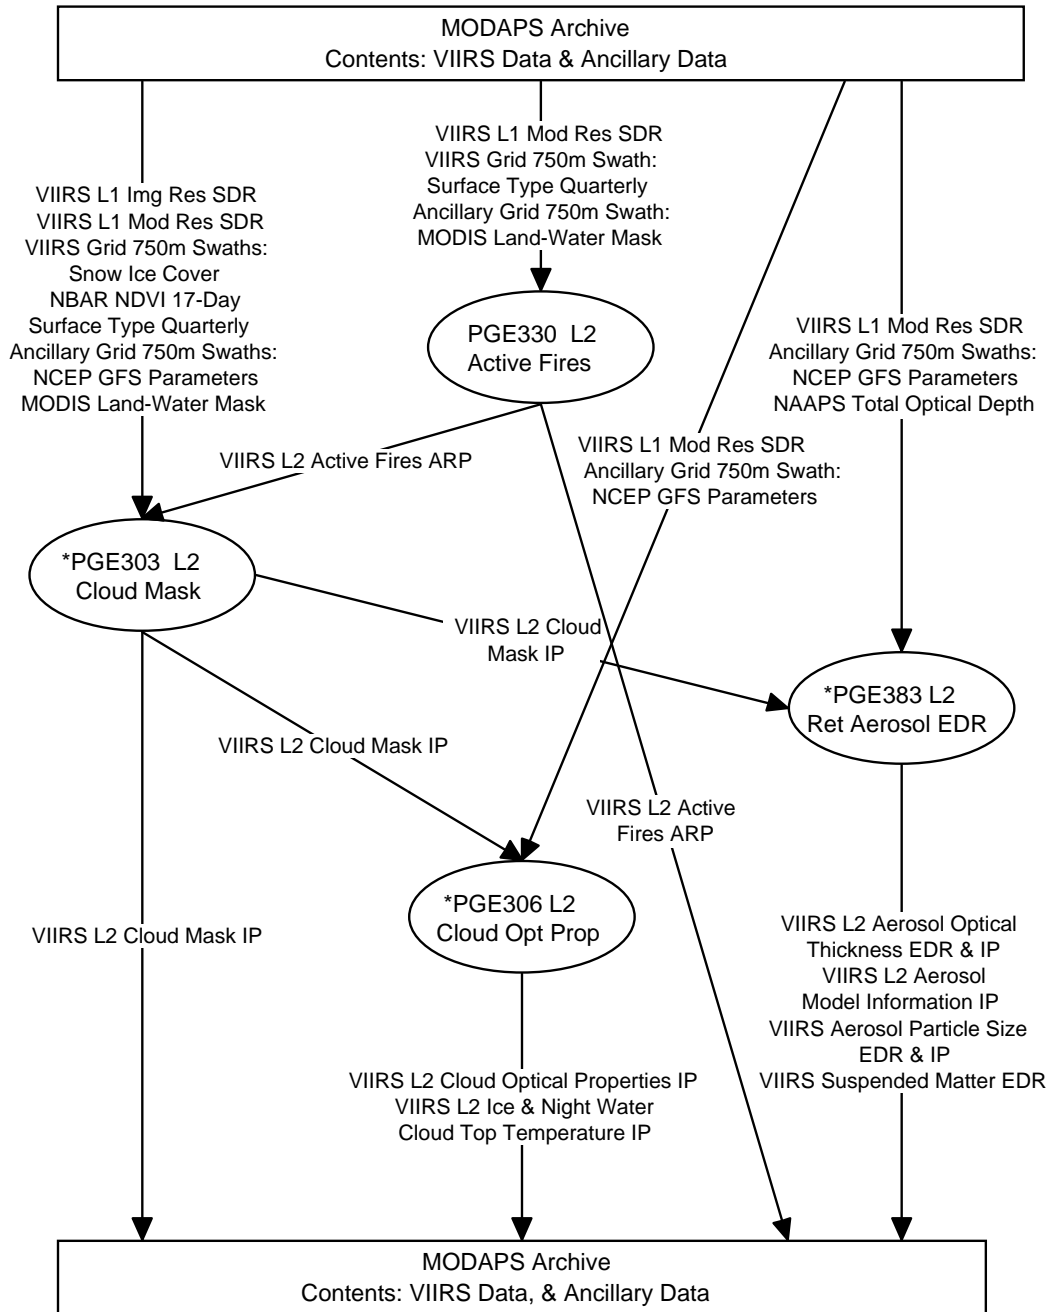 MODAPS Archive
Contents: VIIRS Data & Ancillary Data
VIIRS L1 Mod Res SDR
VIIRS Grid 750m Swath:
Surface Type Quarterly
Ancillary Grid 750m Swath:
MODIS Land-Water Mask
VIIRS L1 Img Res SDR
VIIRS L1 Mod Res SDR
VIIRS Grid 750m Swaths:
Snow Ice Cover
NBAR NDVI 17-Day
Surface Type Quarterly
Ancillary Grid 750m Swaths:
NCEP GFS Parameters
MODIS Land-Water Mask
PGE330 L2
Active Fires
VIIRS L1 Mod Res SDR
Ancillary Grid 750m Swaths:
NCEP GFS Parameters
NAAPS Total Optical Depth
VIIRS L2 Active Fires ARP
VIIRS L1 Mod Res SDR
Ancillary Grid 750m Swath:
NCEP GFS Parameters
*PGE303 L2
Cloud Mask
VIIRS L2 Cloud
Mask IP
*PGE383 L2
Ret Aerosol EDR
VIIRS L2 Cloud Mask IP
VIIRS L2 Active
Fires ARP
*PGE306 L2
Cloud Opt Prop
VIIRS L2 Cloud Mask IP
VIIRS L2 Aerosol Optical
Thickness EDR & IP
VIIRS L2 Aerosol
Model Information IP
VIIRS Aerosol Particle Size
EDR & IP
VIIRS Suspended Matter EDR
VIIRS L2 Cloud Optical Properties IP
VIIRS L2 Ice & Night Water
Cloud Top Temperature IP
MODAPS Archive
Contents: VIIRS Data, & Ancillary Data